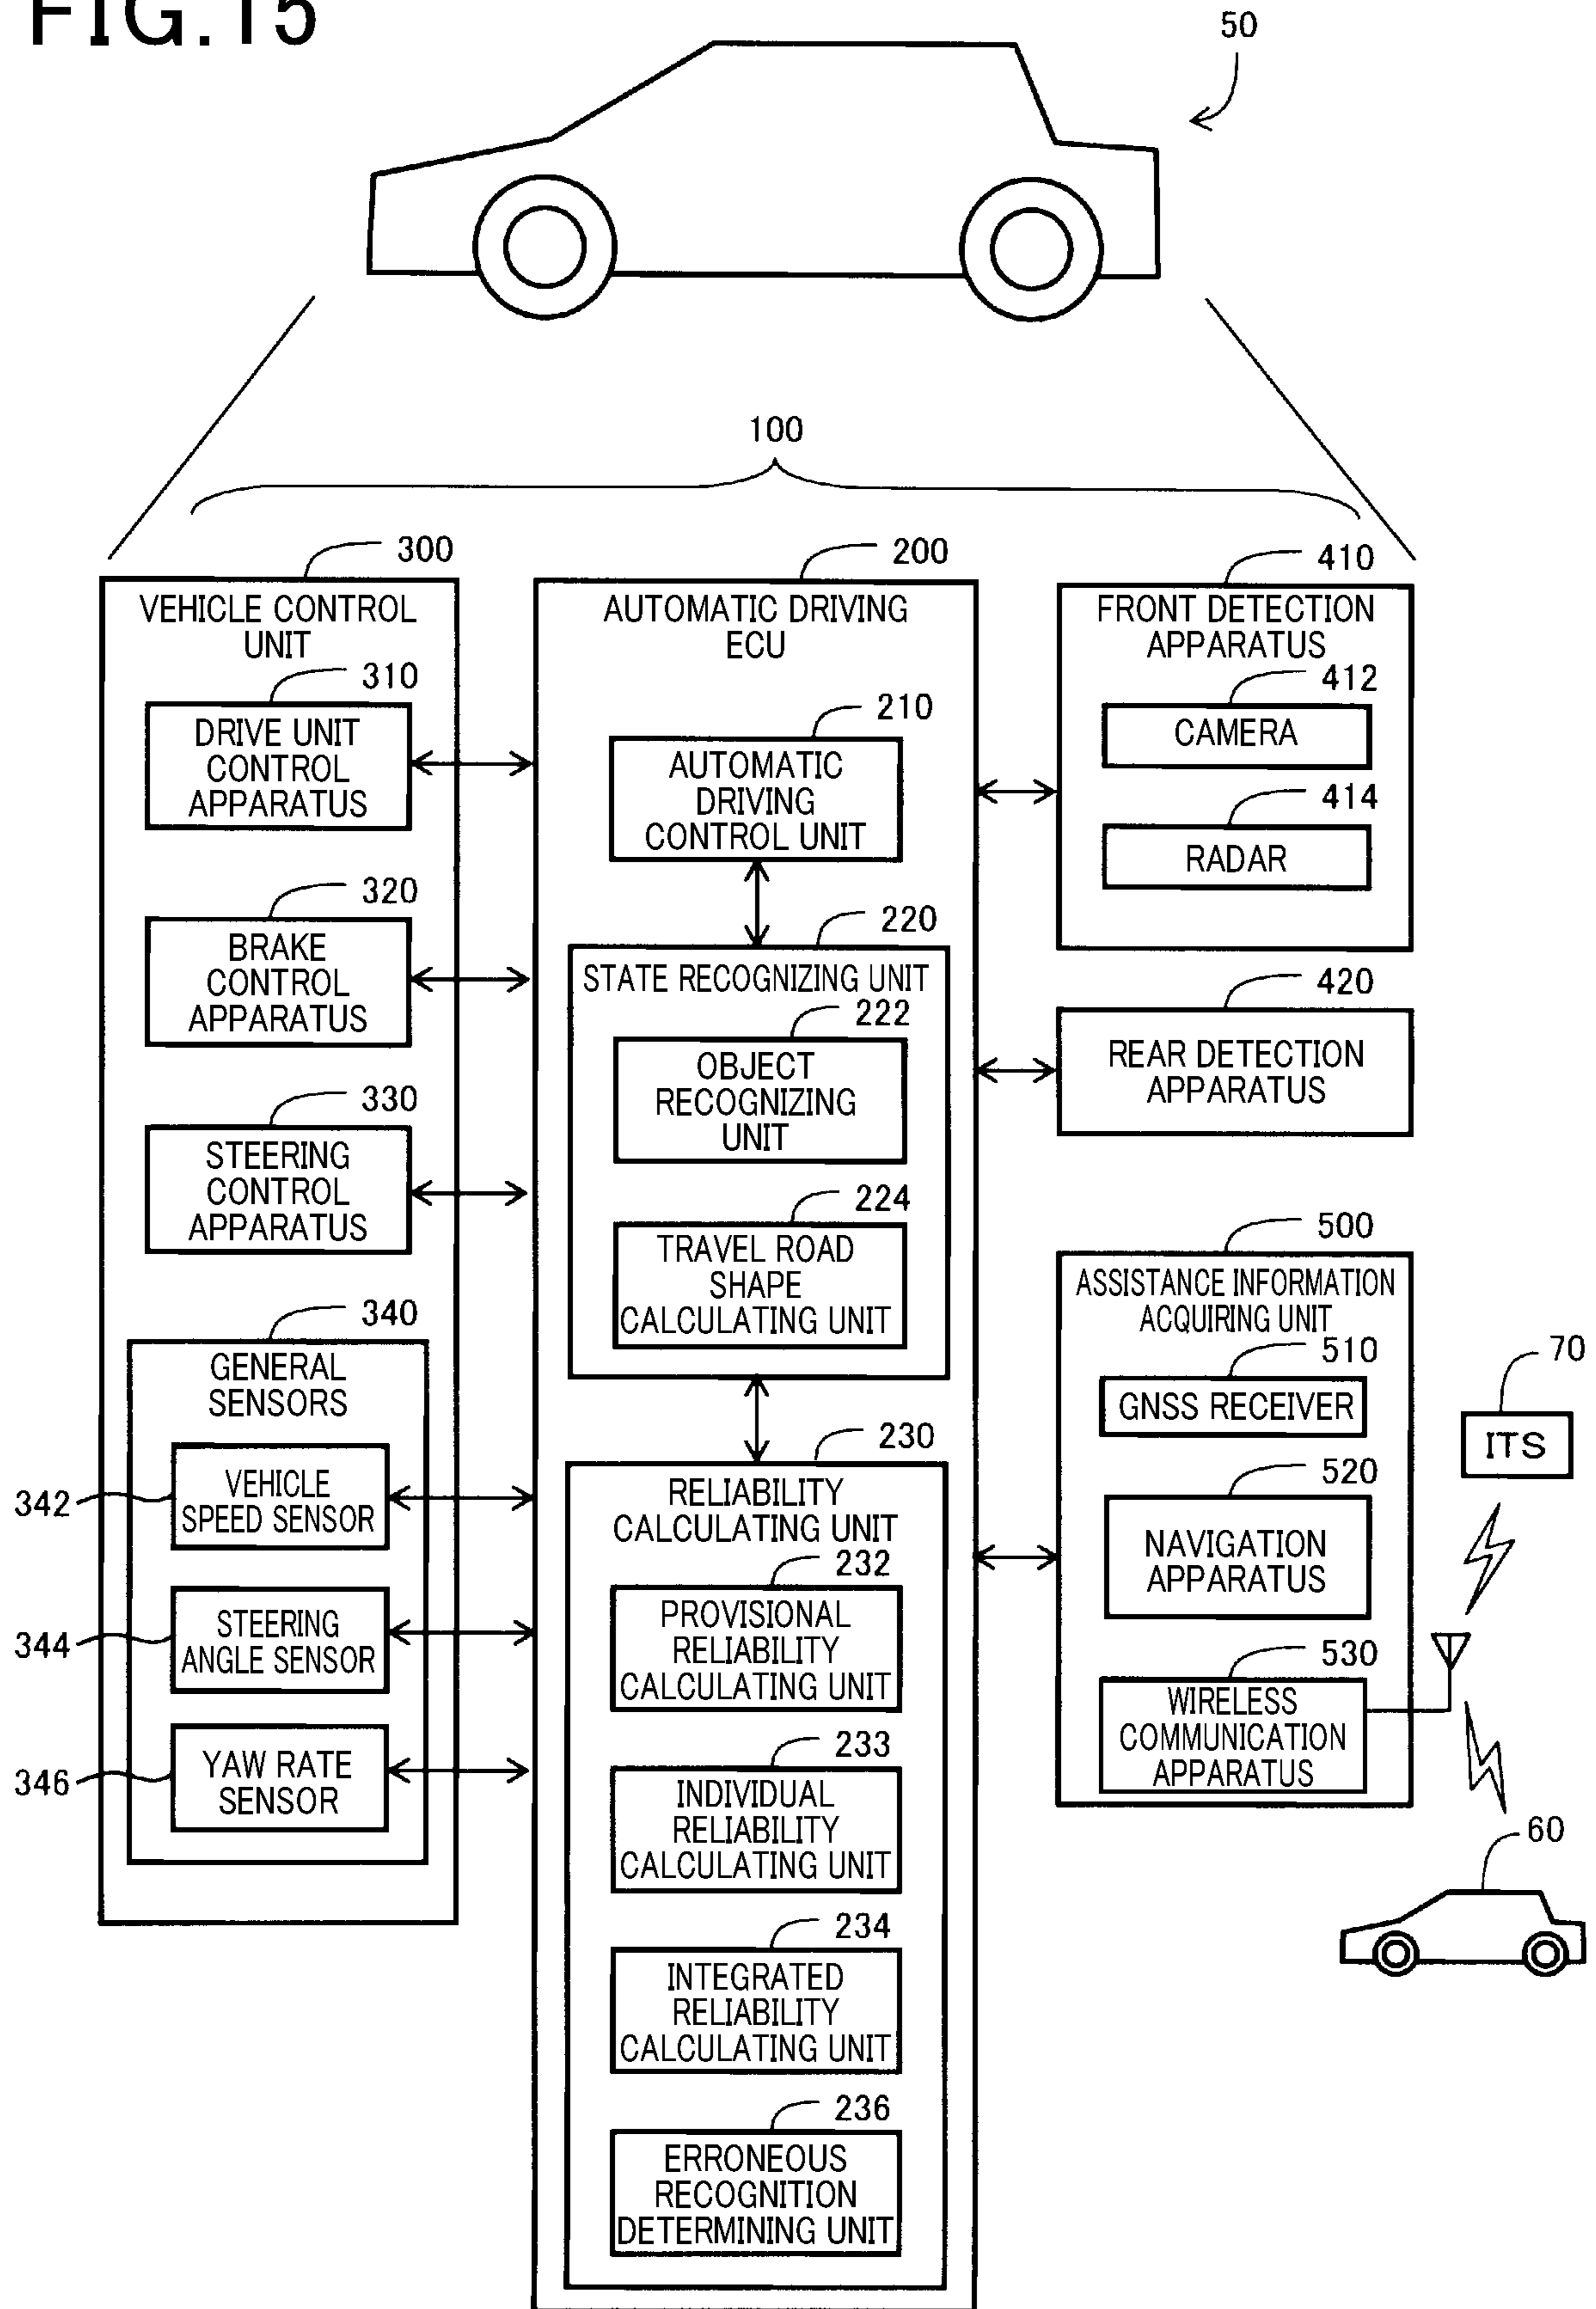 FIG. 15
50
100
300
VEHICLE CONTROL
UNIT
310
DRIVE UNIT
CONTROL
APPARATUS
320
BRAKE
CONTROL
APPARATUS
330
STEERING
CONTROL
APPARATUS
340
GENERAL
SENSORS
342
VEHICLE
SPEED SENSOR
344
STEERING
ANGLE SENSOR
346
YAW RATE
SENSOR
200
AUTOMATIC DRIVING
ECU
210
AUTOMATIC
DRIVING
CONTROL UNIT
220
STATE RECOGNIZING UNIT
222
OBJECT
RECOGNIZING
UNIT
224
TRAVEL ROAD
SHAPE
CALCULATING UNIT
230
RELIABILITY
CALCULATING UNIT
232
PROVISIONAL
RELIABILITY
CALCULATING UNIT
233
INDIVIDUAL
RELIABILITY
CALCULATING UNIT
234
INTEGRATED
RELIABILITY
CALCULATING UNIT
236
ERRONEOUS
RECOGNITION
DETERMINING UNIT
410
FRONT DETECTION
APPARATUS
412
CAMERA
414
RADAR
420
REAR DETECTION
APPARATUS
500
ASSISTANCE INFORMATION
ACQUIRING UNIT
510
GNSS RECEIVER
520
NAVIGATION
APPARATUS
530
WIRELESS
COMMUNICATION
APPARATUS
70
ITS
60